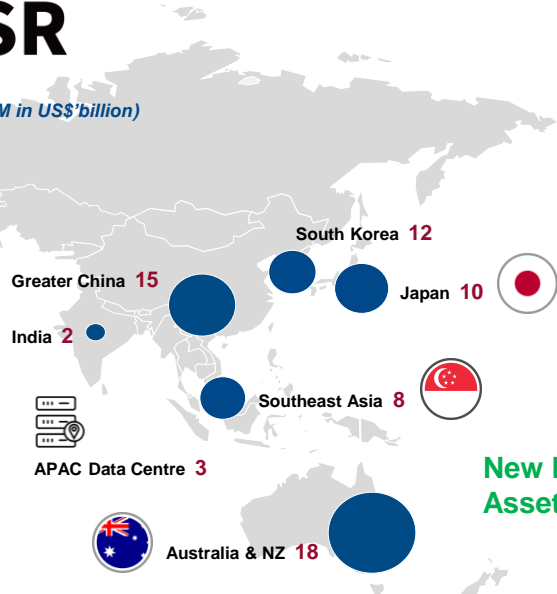 SR
M in US$'billion)
South Korea 12
Greater China 15
Japan 10
India 2
Southeast Asia 8
APAC Data Centre 3
New
Asset
Australia & NZ 18